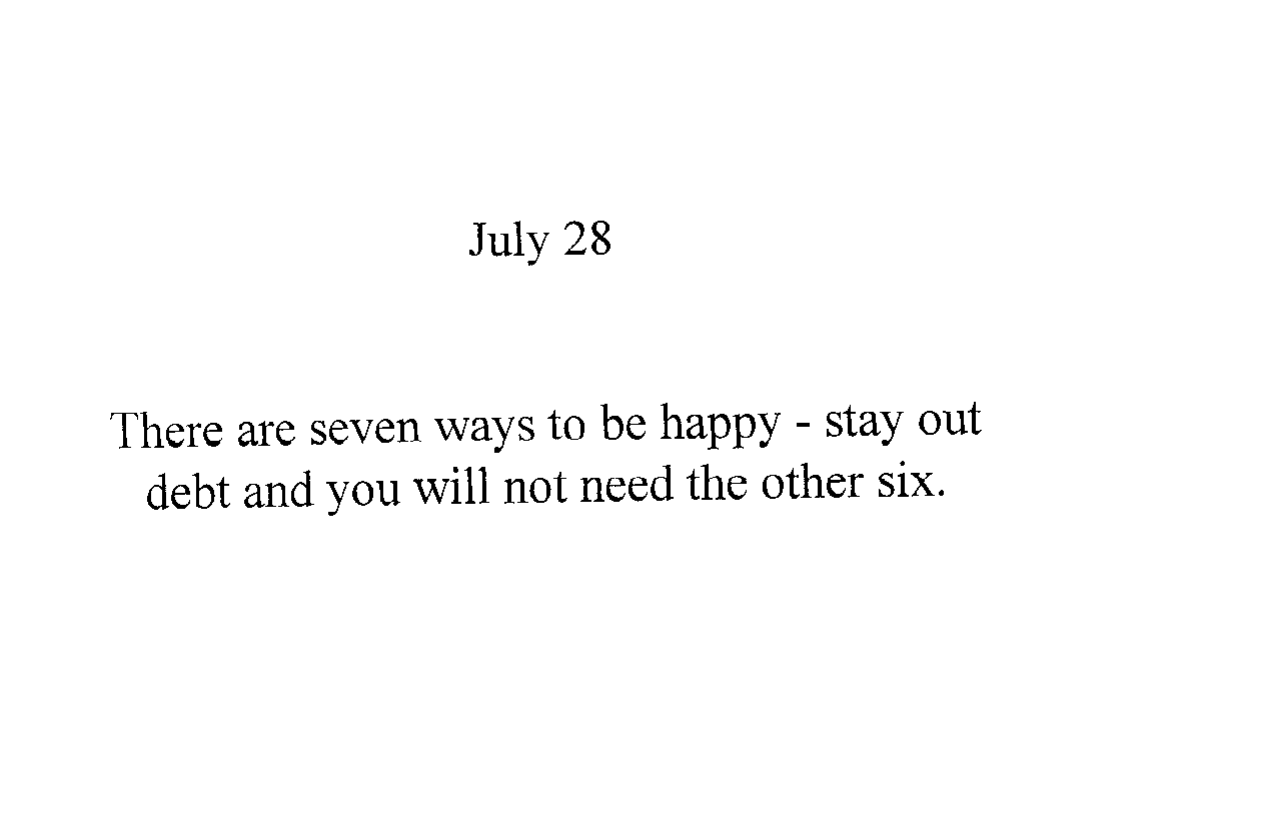 July 28
There are seven ways to be happy - stay out
debt and you will not need the other six.